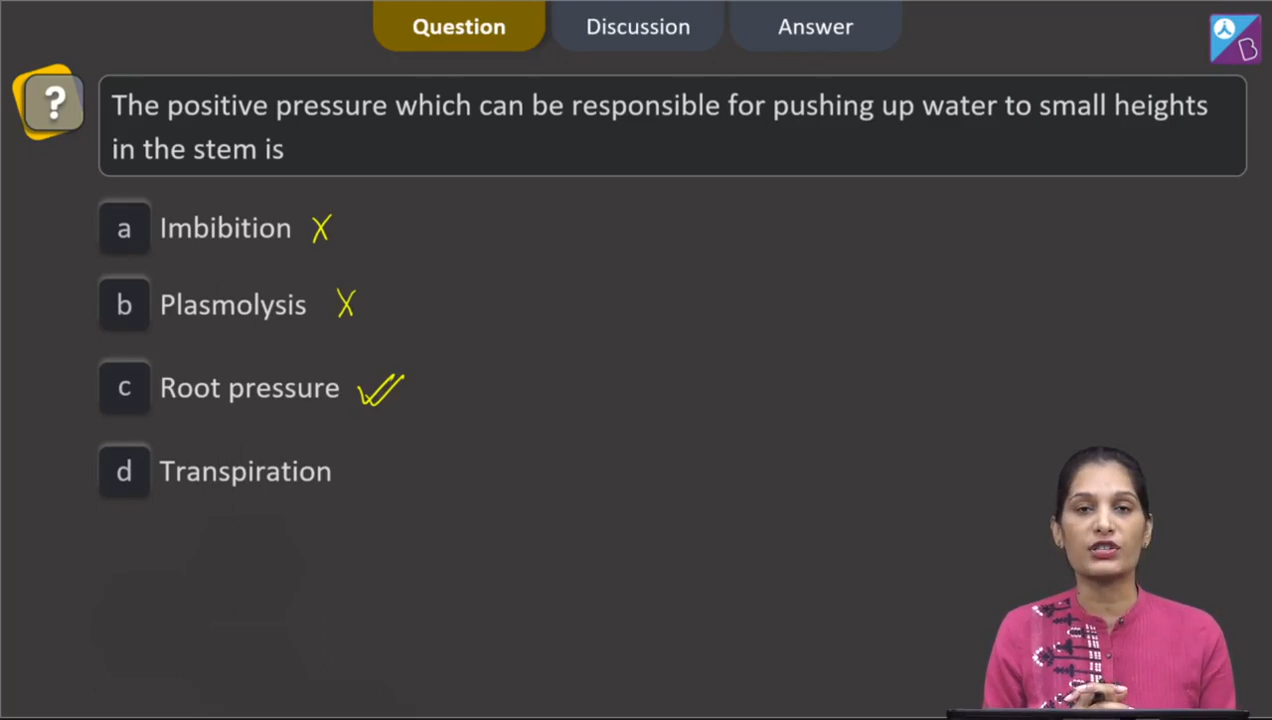 Question
Discussion
Answer
B
?
The positive pressure which can be responsible for pushing up water to small heights
in the stem is
a Imbibition X
b Plasmolysis X
c Root pressure
d Transpiration